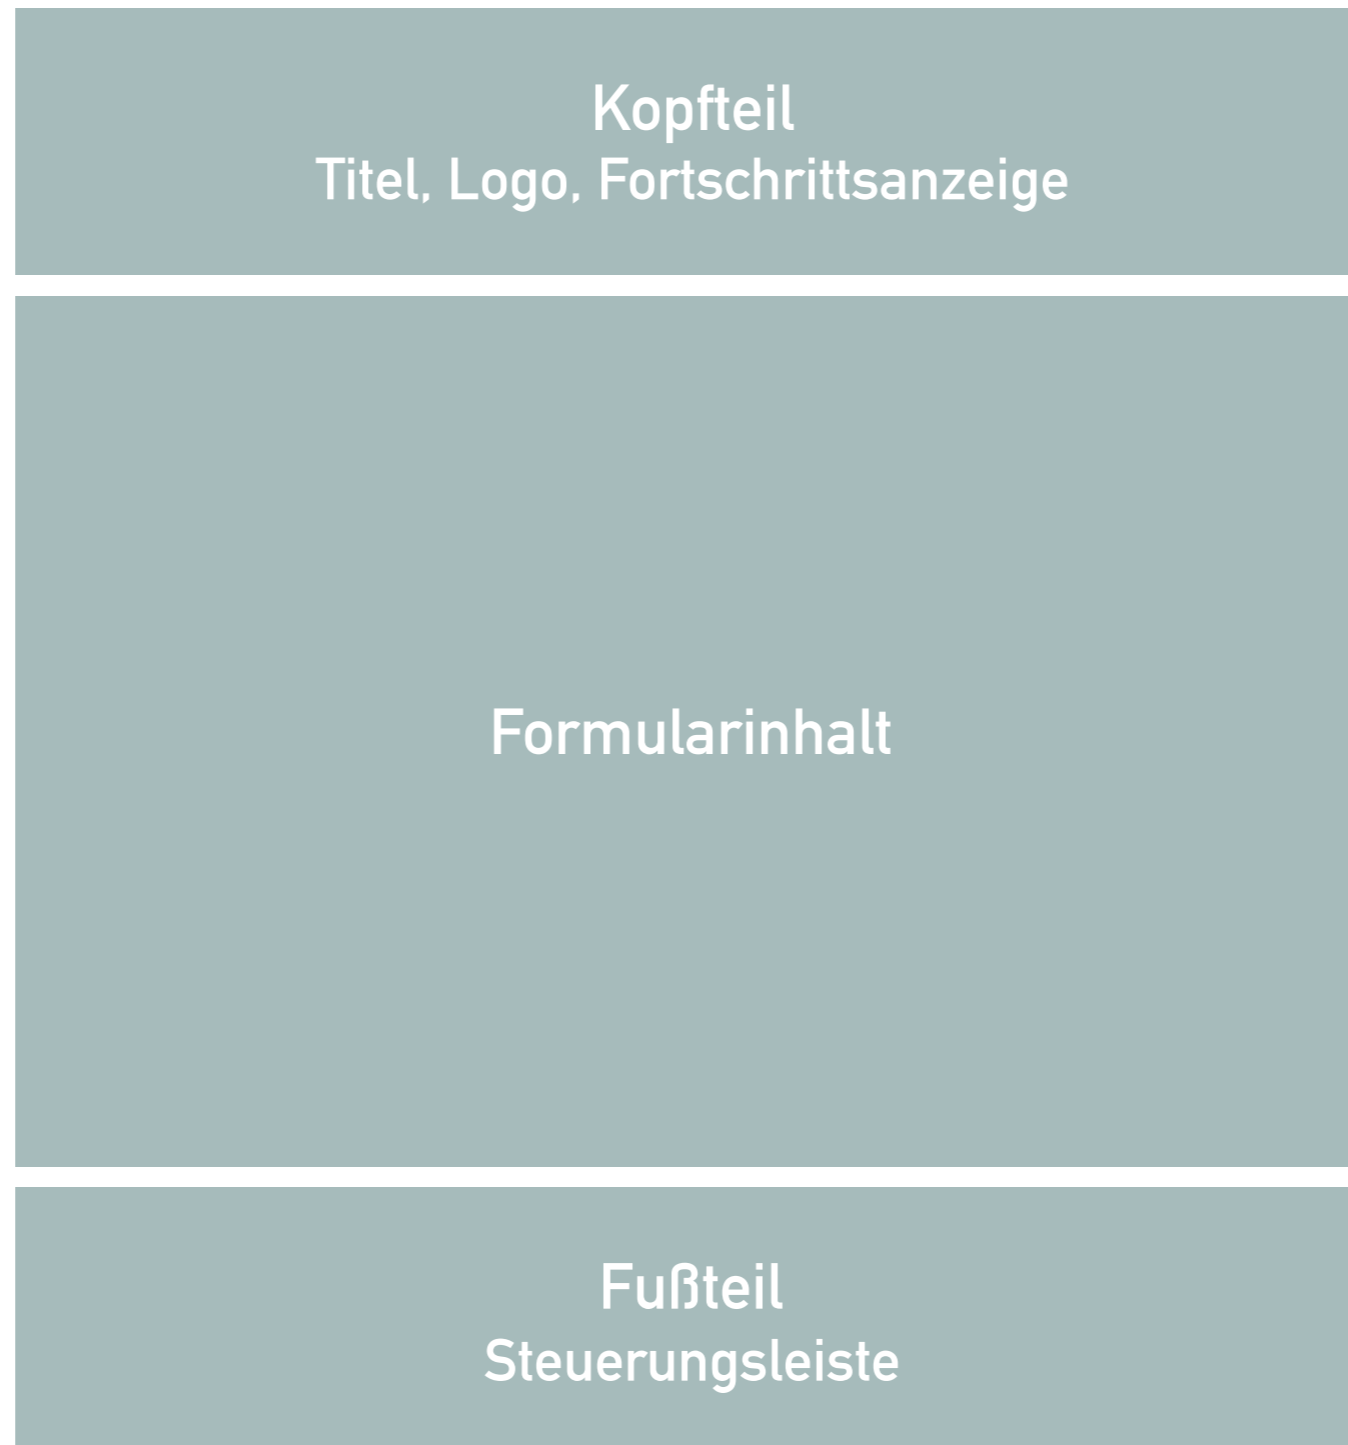 Kopfteil
Titel, Logo, Fortschrittsanzeige
Formularinhalt
Fußteil
Steuerungsleiste